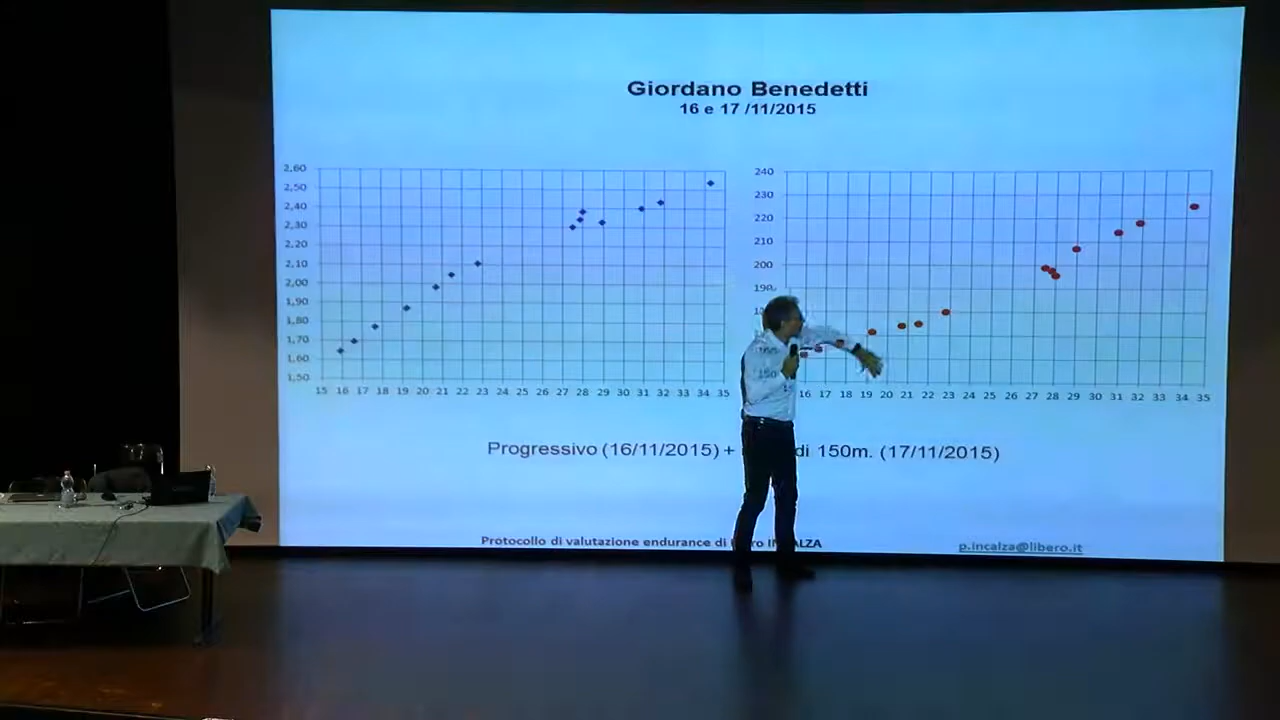 Giordano Benedetti
16 e 17 /11/2015
2,60
2,50
2,40
2,30
2,20
2,10
2,00
1,90
1,80
1,70
1,60
1,50
15 16 17 18 19 20 21 22 23 24 25 26 27 28 29 30 31 32 33 34 35
240
230
220
210
200
190
150
16 17 18 19 20 21 22 23 24 25 26 27 28 29 30 31 32 33 34 35
Progressivo (16/11/2015) + di 150m. (17/11/2015)
Protocollo di valutazione endurance di
p.incalza@libero.it